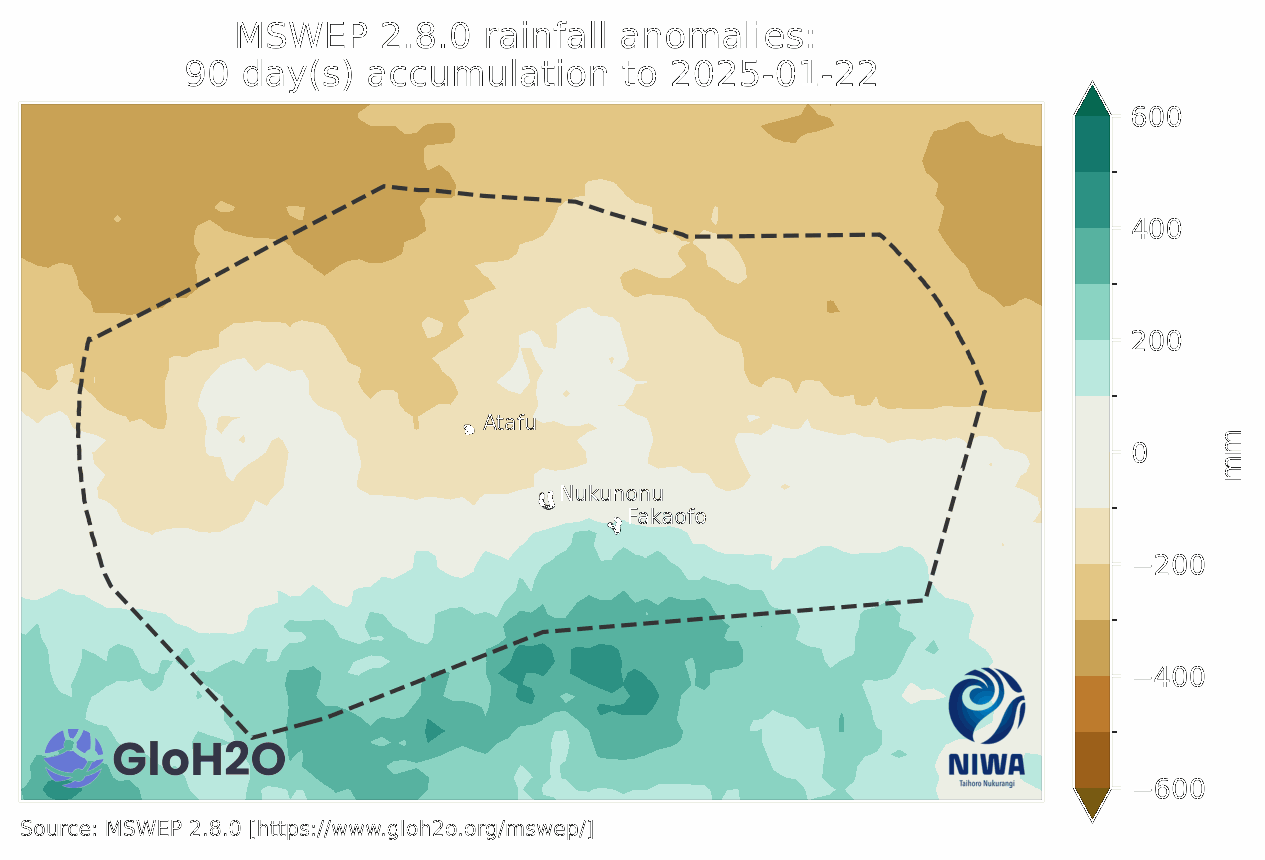 MSWEP 2.8.0 rainfall anomalies:
90 day(s) accumulation to 2025-01-22
600
400
200
0
−200
−400
−600
mm
Atafu
Nukunonu
Fakaofo
GloH2O
NIWA
Taihoro Nukurangi
Source: MSWEP 2.8.0 [https://www.gloh2o.org/mswep/]